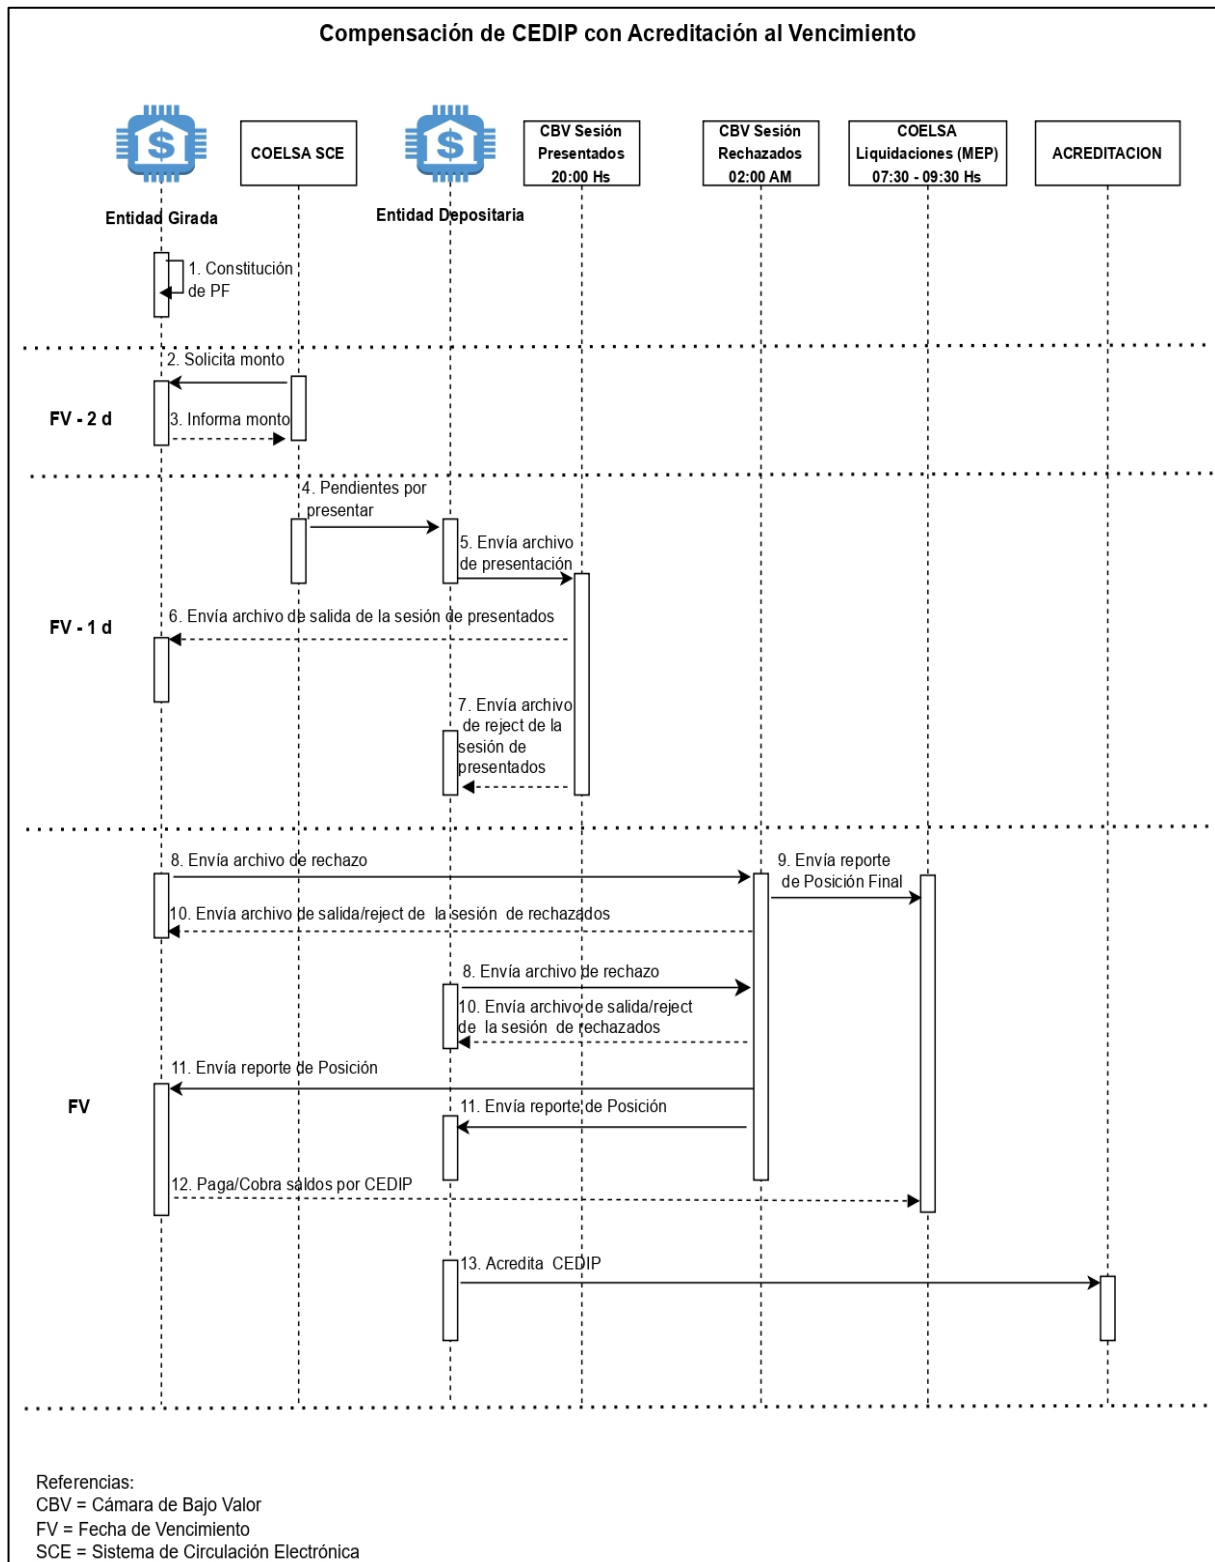 Compensación de CEDIP con Acreditación al Vencimiento
Entidad Girada
COELSA SCE
Entidad Depositaria
CBV Sesión
Presentados
20:00 Hs
CBV Sesión
Rechazados
02:00 AM
COELSA
Liquidaciones (MEP)
07:30 - 09:30 Hs
ACREDITACION
1. Constitución
de PF
2. Solicita monto
FV - 2 d
3. Informa monto
4. Pendientes por
presentar
5. Envía archivo
de presentación
6. Envía archivo de salida de la sesión de presentados
FV - 1 d
7. Envía archivo
de reject de la
sesión de
presentados
8. Envía archivo de rechazo
9. Envía reporte
de Posición Final
10. Envía archivo de salida/reject de la sesión de rechazados
8. Envía archivo de rechazo
10. Envía archivo de salida/reject
de la sesión de rechazados
11. Envía reporte de Posición
FV
11. Envía reporte de Posición
12. Paga/Cobra saldos por CEDIP
13. Acredita CEDIP
Referencias:
CBV = Cámara de Bajo Valor
FV = Fecha de Vencimiento
SCE = Sistema de Circulación Electrónica